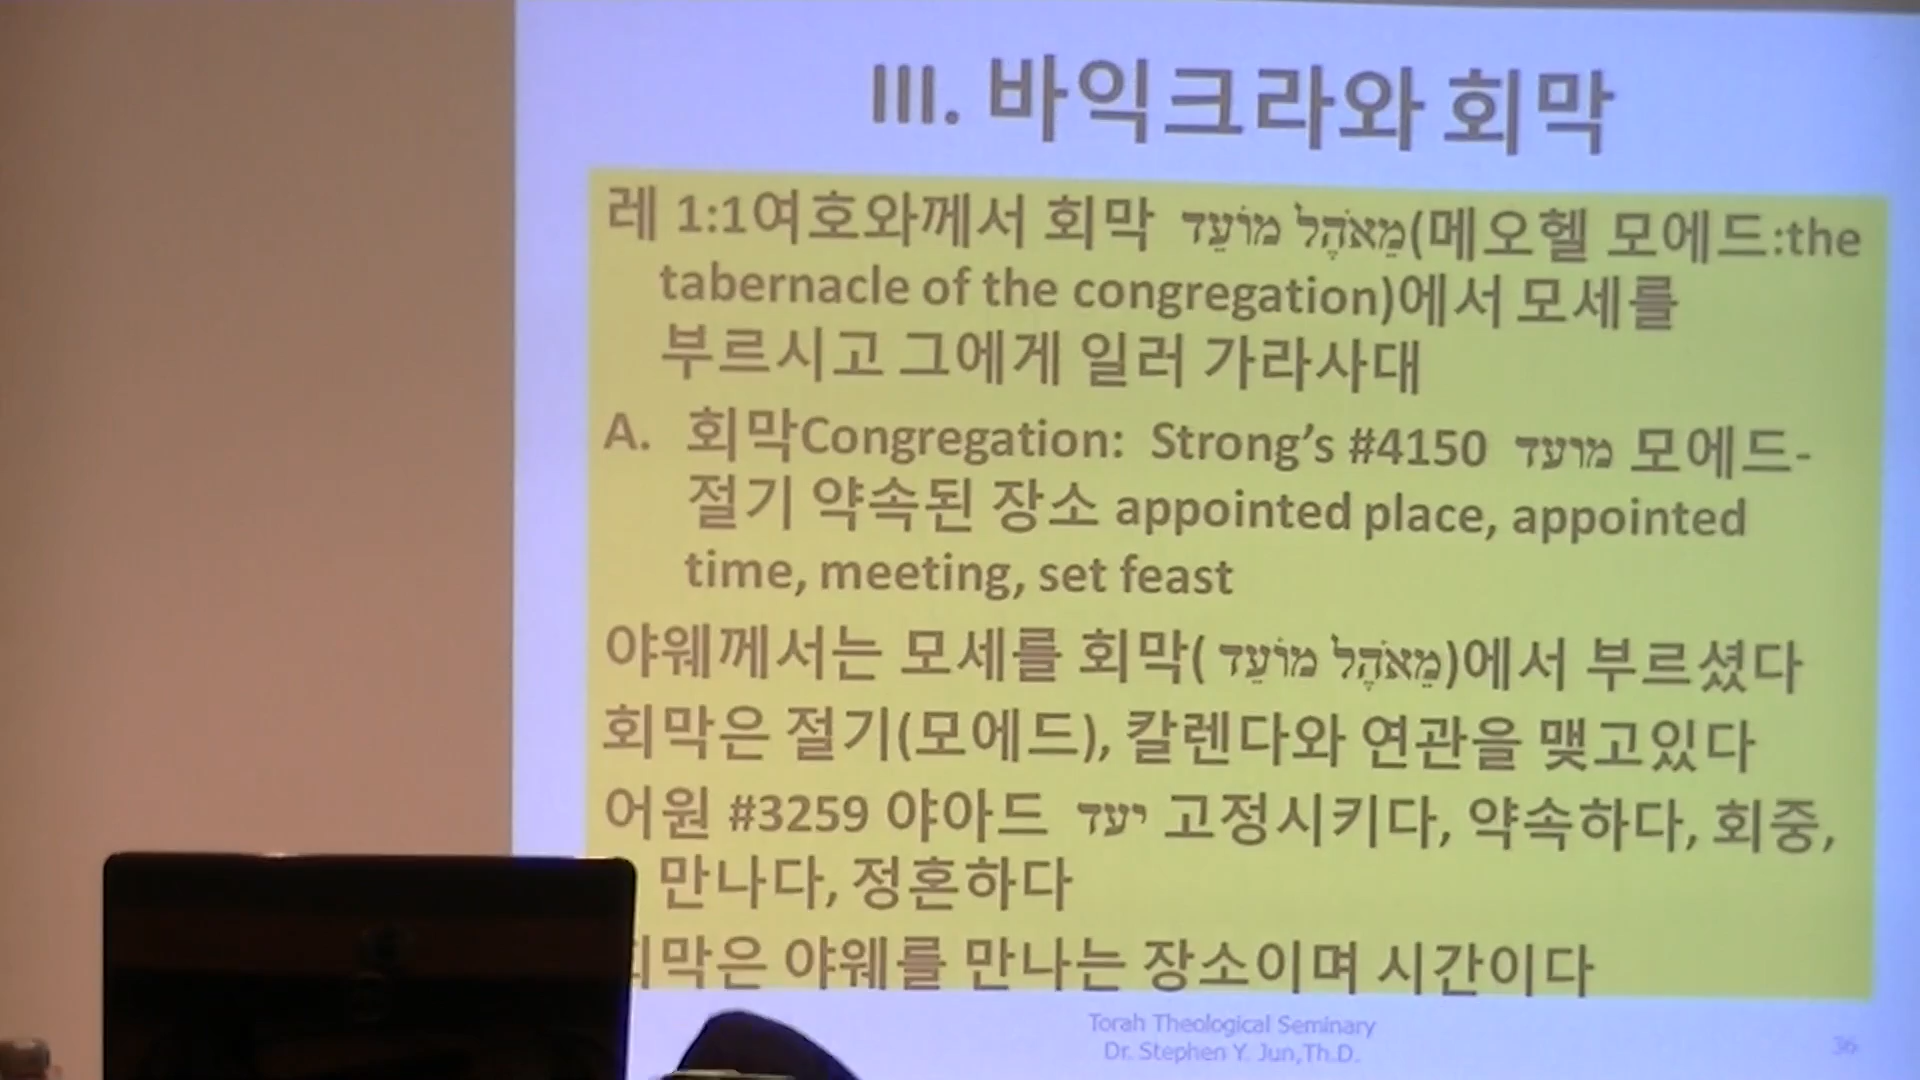 III. 바익크라와 회막
레 1:1여호와께서 회막 מֵאֹהֶל מוֹעֵד(메오헬 모에드:the
tabernacle of the congregation)에서 모세를
부르시고 그에게 일러 가라사대
A. 회막Congregation: Strong's #4150 מועד 모에드-
절기 약속된 장소 appointed place, appointed
time, meeting, set feast
야웨께서는 모세를 회막( מֵאֹהֶל מוֹעֵד)에서 부르셨다
회막은 절기(모에드), 칼렌다와 연관을 맺고있다
어원 #3259 야아드 יעד 고정시키다, 약속하다, 회중,
만나다, 정혼하다
회막은 야웨를 만나는 장소이며 시간이다
Torah Theological Seminary
Dr. Stephen Y. Jun,Th.D.
36